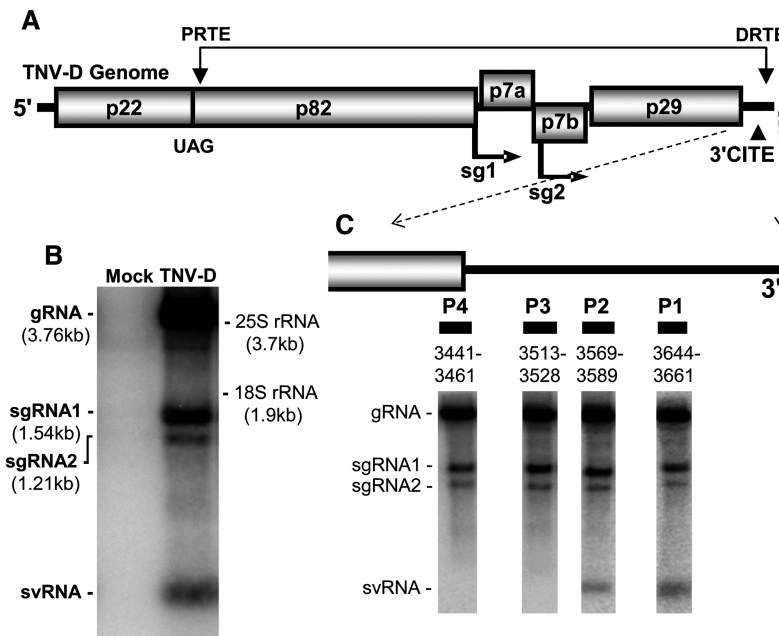 A
PRTE
DRTE
TNV-D Genome
5'
p22
p82
p7a
p7b
p29
UAG
sg1
sg2
3'CITE
B
Mock TNV-D
gRNA -
(3.76kb)
- 25S rRNA
(3.7kb)
- 18S rRNA
(1.9kb)
sgRNA1 -
(1.54kb)
sgRNA2
(1.21kb)
svRNA -
C
3'
P4
P3
P2
P1
3441-
3461
3513-
3528
3569-
3589
3644-
3661
gRNA -
sgRNA1 -
sgRNA2 -
svRNA -